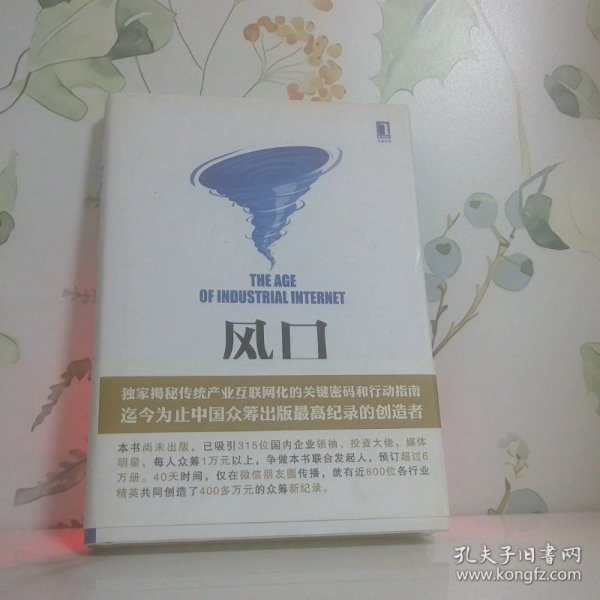 THE AGE
OF INDUSTRIAL INTERNET
风口
独家揭秘传统产业互联网化的关键密码和行动指南
迄今为止中国众筹出版最高纪录的创造者
本书尚未出版，已吸引315位国内企业领袖、投资大佬、媒体
明星，每人众筹1万元以上，争做本书联合发起人，预订超过6
万册。40天时间，仅在微信朋友圈传播，就有近800位各行业
精英共同创造了400多万元的众筹新纪录。
孔夫子旧书网
www.kongfz.com